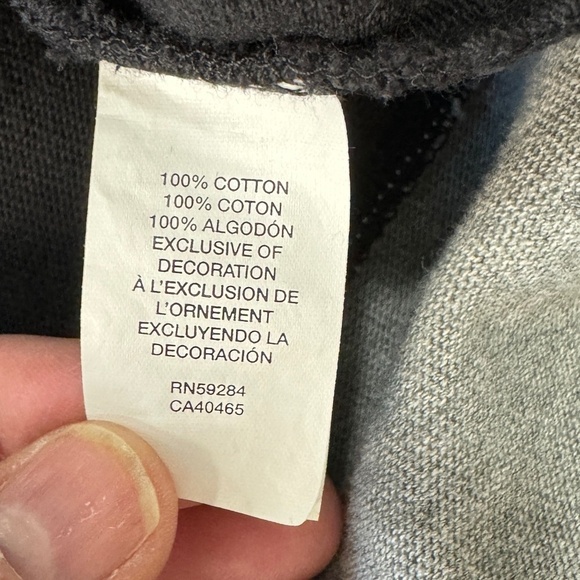 100% COTTON
100% COTON
100% ALGODÓN
EXCLUSIVE OF
DECORATION
À L'EXCLUSION DE
L'ORNEMENT
EXCLUYENDO LA
DECORACIÓN
RN59284
CA40465